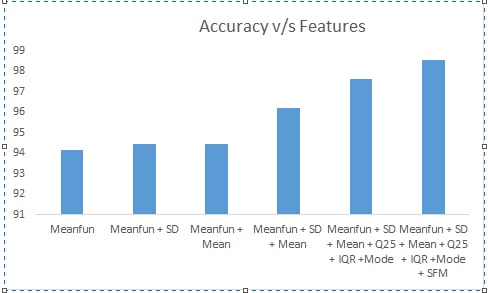 Accuracy v/s Features
99
98
97
96
95
94
93
92
91
Meanfun
Meanfun + SD
Meanfun +
Mean
Meanfun + SD
+ Mean
Meanfun + SD
+ Mean + Q25
+ IQR +Mode
Meanfun + SD
+ Mean + Q25
+ IQR +Mode
+ SFM